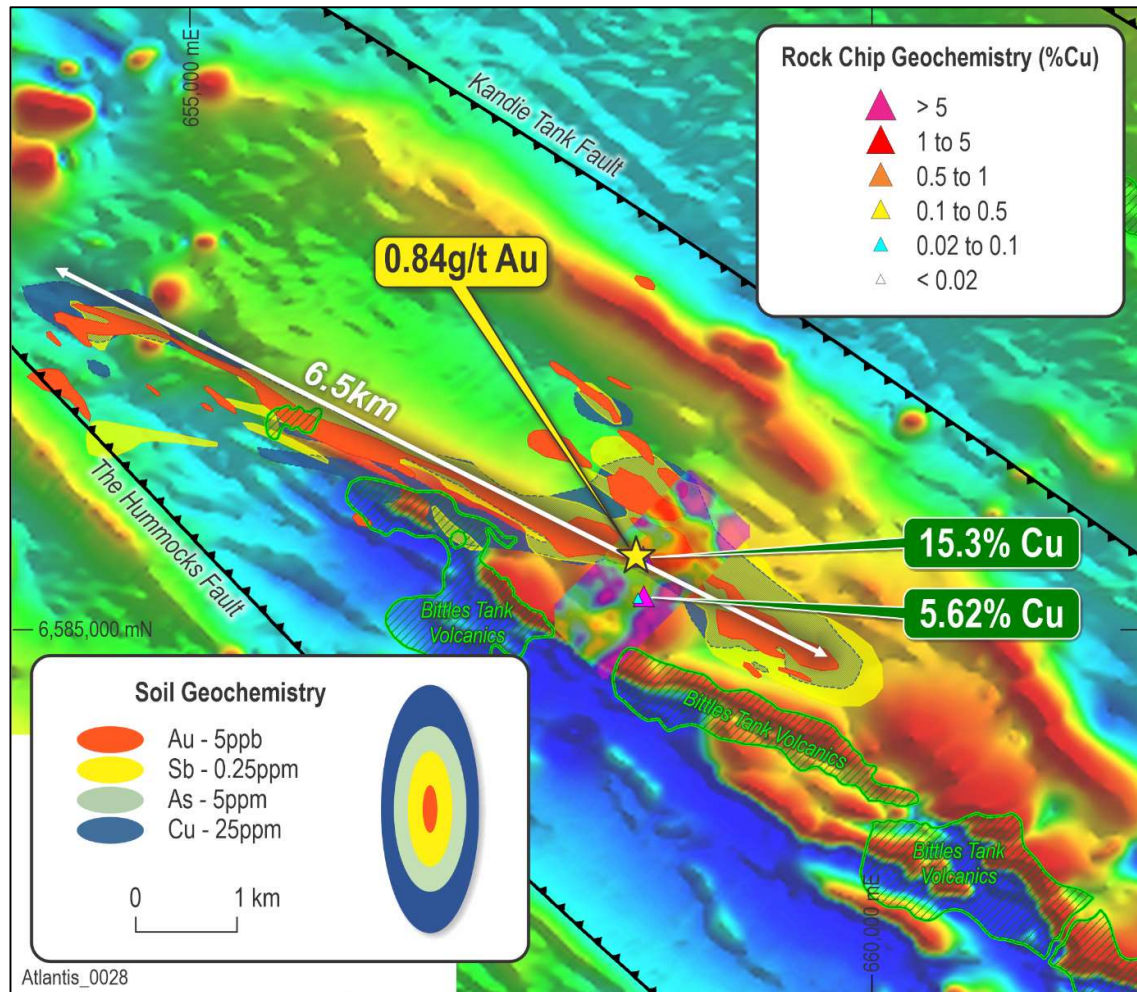 655,000 mE
Kandie Tank Fault
Rock Chip Geochemistry (%Cu)
> 5
1 to 5
0.5 to 1
0.1 to 0.5
0.02 to 0.1
< 0.02
0.84g/t Au
6.5km
The Hummocks Fault
15.3% Cu
5.62% Cu
Bittles Tank
Volcanics
6,585,000 mN
Bittles Tank Volcanics
Bittles Tank
Volcanics
660,000 mE
Soil Geochemistry
Au - 5ppb
Sb - 0.25ppm
As - 5ppm
Cu - 25ppm
0 1 km
Atlantis_0028